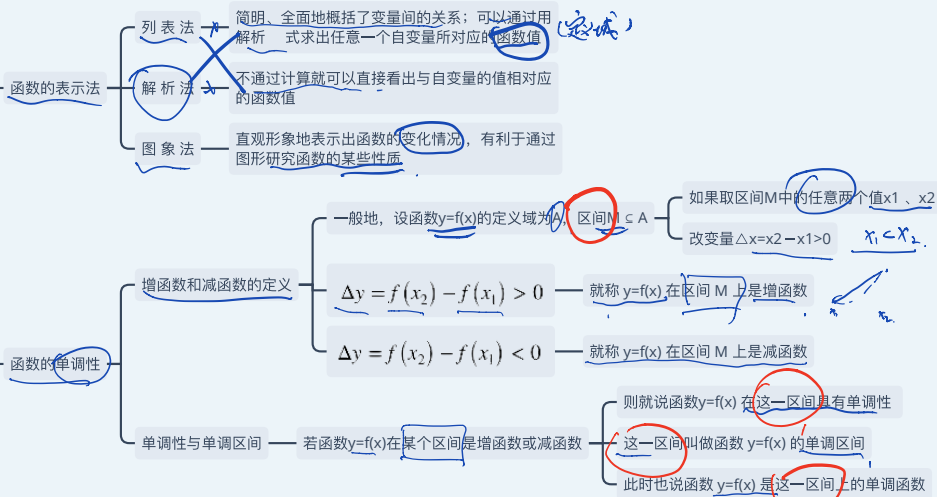 函数的表示法
列表法
简明、全面地概括了变量间的关系；可以通过用
解析 式求出任意一个自变量所对应的函数值
(定义域)
解析法
不通过计算就可以直接看出与自变量的值相对应
的函数值
图象法
直观形象地表示出函数的变化情况，有利于通过
图形研究函数的某些性质
函数的单调性
增函数和减函数的定义
一般地，设函数y=f(x)的定义域为A，区间M ⊆ A
如果取区间M中的任意两个值x1 、x2
改变量△x=x2－x1>0
x₁<x₂
Δy = f(x₂) − f(x₁) > 0
就称 y=f(x) 在区间 M 上是增函数
x₁
x₂
Δy = f(x₂) − f(x₁) < 0
就称 y=f(x) 在区间 M 上是减函数
单调性与单调区间
若函数y=f(x)在某个区间是增函数或减函数
则就说函数y=f(x) 在这一区间具有单调性
这一区间叫做函数 y=f(x) 的单调区间
此时也说函数 y=f(x) 是这一区间上的单调函数